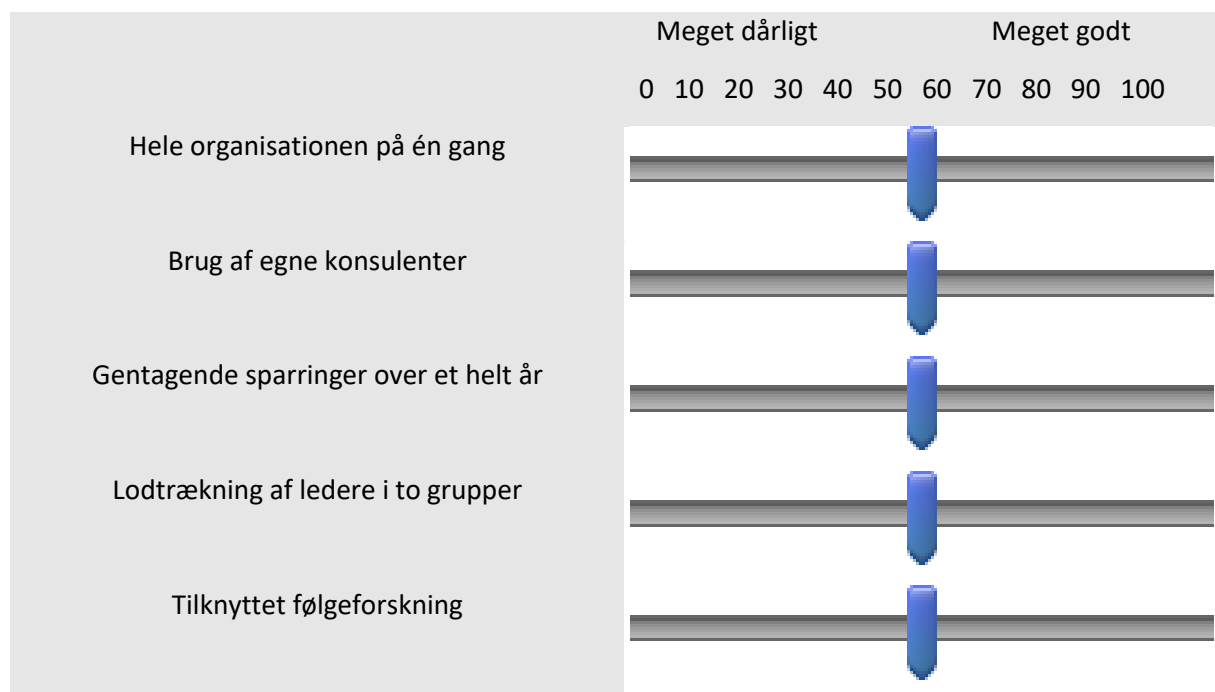 Meget dårligt Meget godt
0 10 20 30 40 50 60 70 80 90 100
Hele organisationen på én gang
Brug af egne konsulenter
Gentagende sparringer over et helt år
Lodtrækning af ledere i to grupper
Tilknyttet følgeforskning